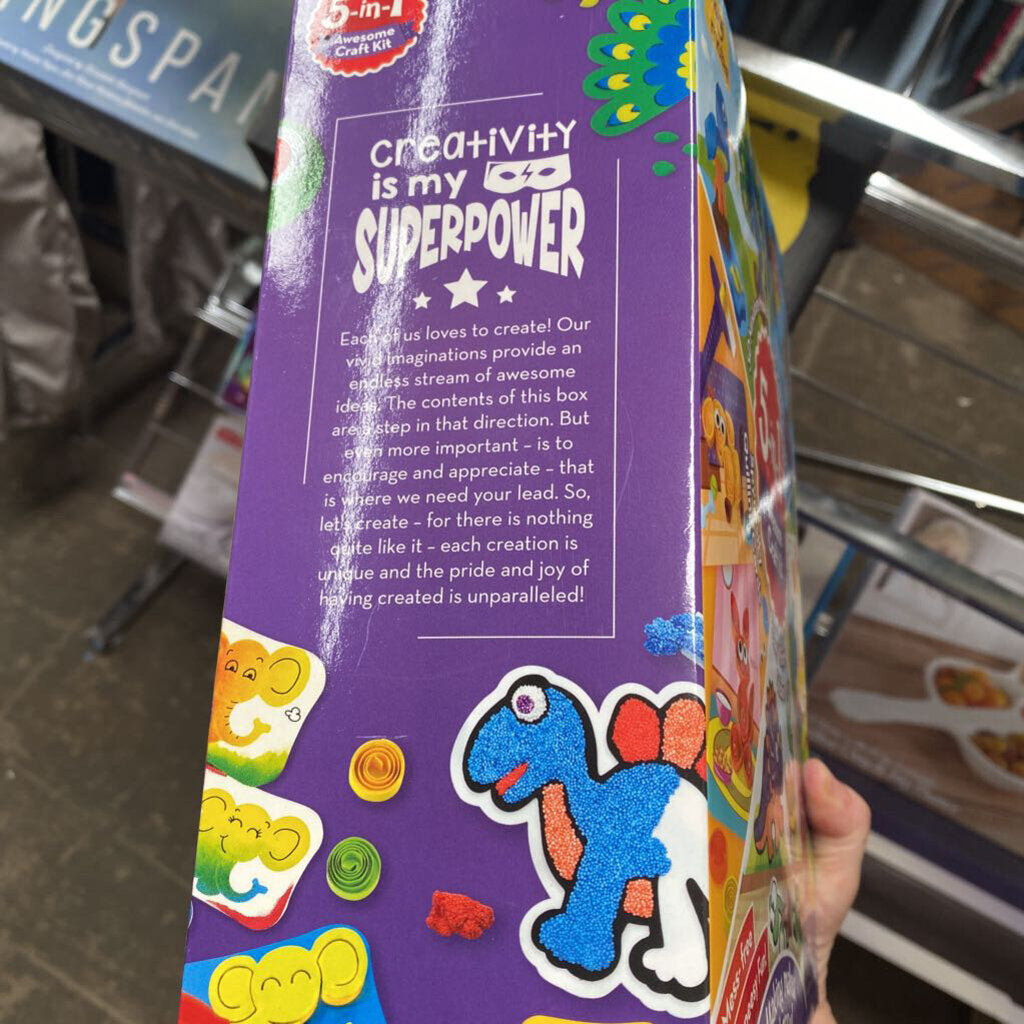 NGSPAN
5-in-1
Awesome
Craft Kit
creativity
is my
SUPERPOWER
Each of us loves to create! Our
vivid imaginations provide an
endless stream of awesome
ideas. The contents of this box
are a step in that direction. But
even more important – is to
encourage and appreciate – that
is where we need your lead. So,
let's create – for there is nothing
quite like it – each creation is
unique and the pride and joy of
having created is unparalleled!
Mess-free